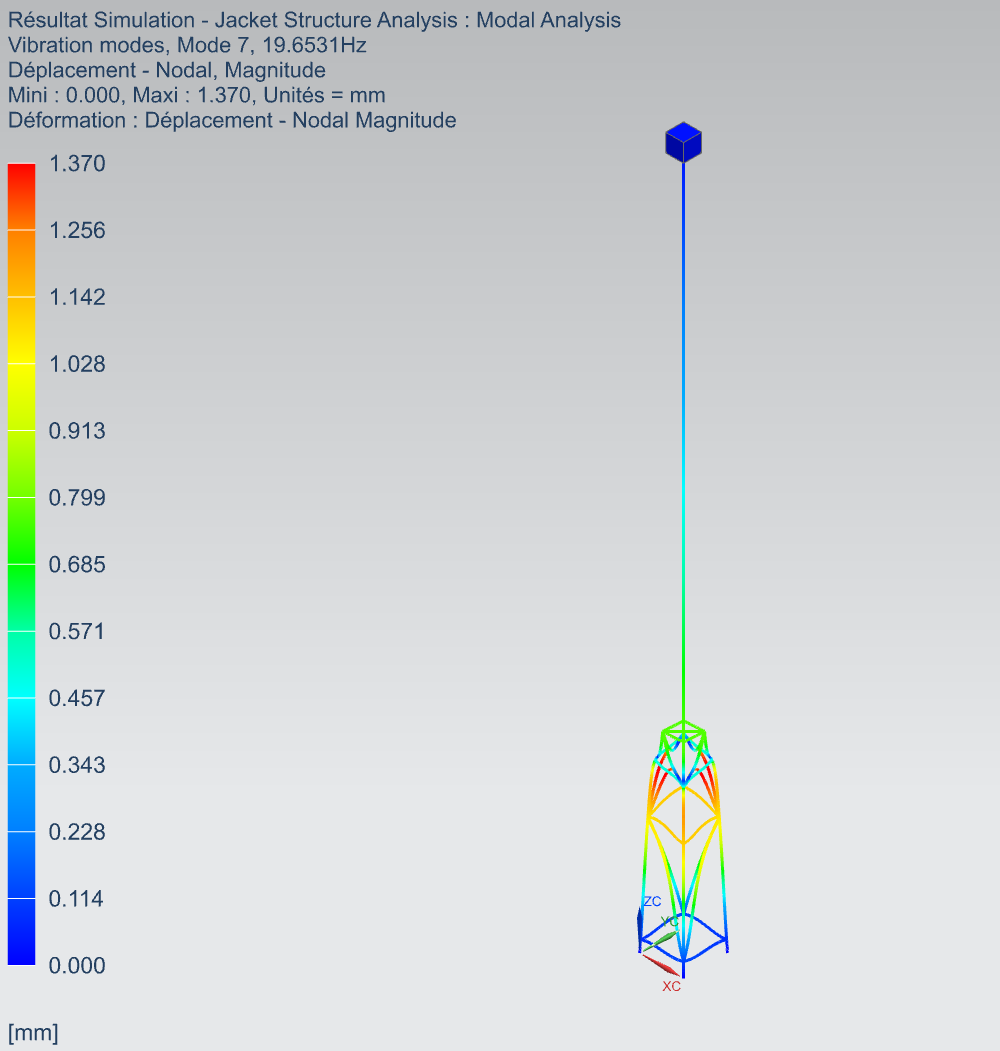 Résultat Simulation - Jacket Structure Analysis : Modal Analysis
Vibration modes, Mode 7, 19.6531Hz
Déplacement - Nodal, Magnitude
Mini : 0.000, Maxi : 1.370, Unités = mm
Déformation : Déplacement - Nodal Magnitude
1.370
1.256
1.142
1.028
0.913
0.799
0.685
0.571
0.457
0.343
0.228
0.114
0.000
[mm]
ZC
YC
XC